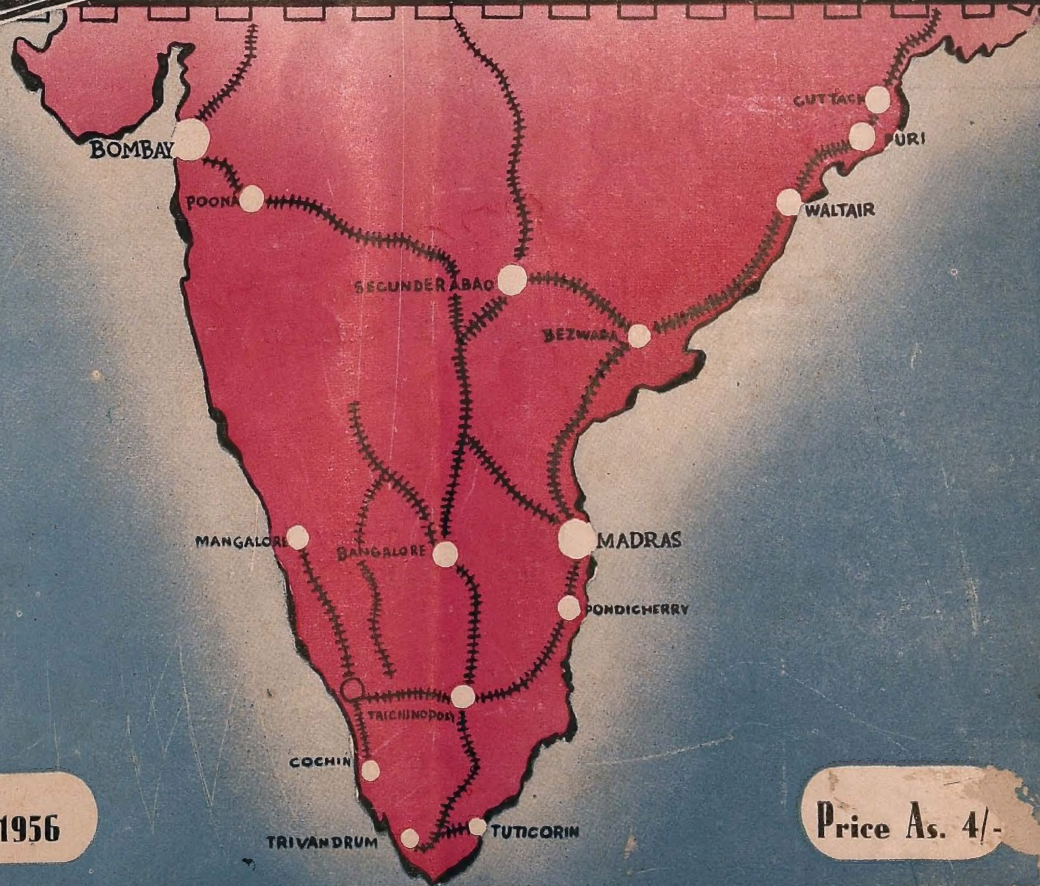 CUTTACK
PURI
BOMBAY
POONA
WALTAIR
SECUNDERABAD
BEZWADA
MANGALORE
BANGALORE
MADRAS
PONDICHERRY
TRICHINOPOLY
COCHIN
TRIVANDRUM
TUTICORIN
1956
Price As. 4/-